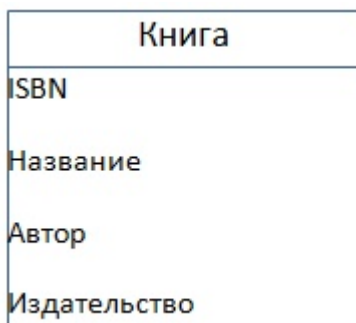 Книга
ISBN
Название
Автор
Издательство